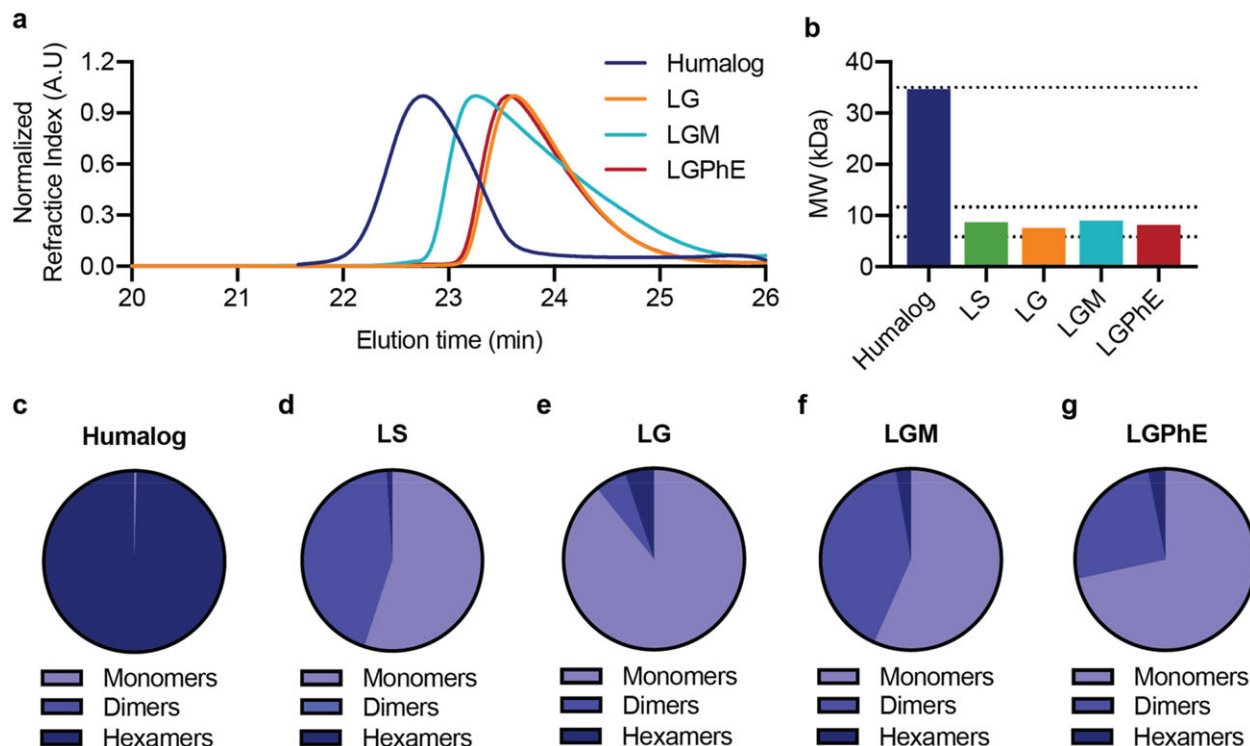 a
Normalized
Refractice Index (A.U)
1.2
0.9
0.6
0.3
0.0
20 21 22 23 24 25 26
Elution time (min)
Humalog
LG
LGM
LGPhE
b
MW (kDa)
40
30
20
10
0
Humalog LS LG LGM LGPhE
c d e f g
Humalog LS LG LGM LGPhE
Monomers Monomers Monomers Monomers Monomers
Dimers Dimers Dimers Dimers Dimers
Hexamers Hexamers Hexamers Hexamers Hexamers